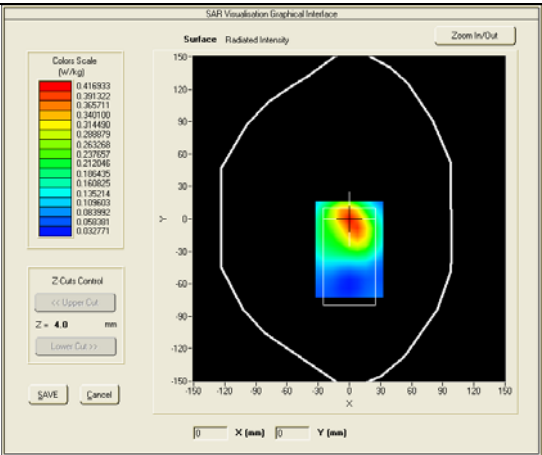 SAR Visualisation Graphical Interface
Surface Radiated Intensity
Zoom In/Out
Colors Scale
(W/kg)
0.416933
0.391322
0.365711
0.340100
0.314490
0.288879
0.263268
0.237657
0.212046
0.186435
0.160825
0.135214
0.109603
0.083992
0.058381
0.032771
Z-Cuts Control
<< Upper Cut
Z = 4.0 mm
Lower Cut >>
SAVE
Cancel
150
120
90
60
30
0
-30
-60
-90
-120
-150
Y
-150 -120 -90 -60 -30 0 30 60 90 120 150
X
0 X (mm) 0 Y (mm)